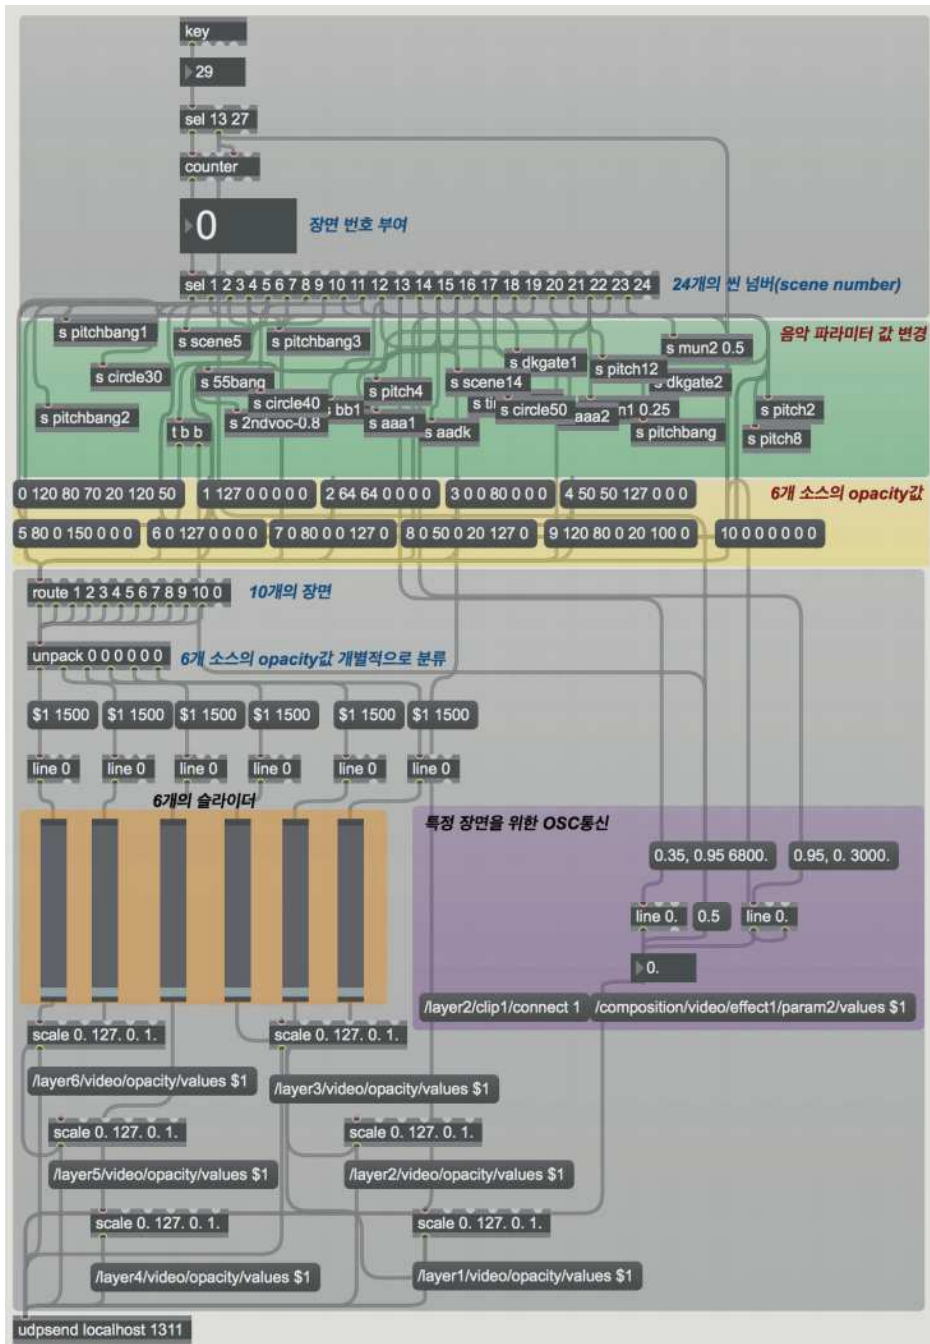 key
29
sel 13 27
counter
0 장면 번호 부여
sel 1 2 3 4 5 6 7 8 9 10 11 12 13 14 15 16 17 18 19 20 21 22 23 24
24개의 씬 넘버(scene number)
음악 파라미터 값 변경
s pitchbang1
s scene5
s pitchbang3
s mun2 0.5
s dkgate1
s pitch12
s circle30
s 55bang
s pitch4
s scene14
s dkgate2
s circle40
s bb1
s circle50
aaa2
n1 0.25
s pitch2
s pitchbang2
s 2ndvoc-0.8
s aaa1
s aadk
s pitchbang
s pitch8
t b b
0 120 80 70 20 120 50
1 127 0 0 0 0 0
2 64 64 0 0 0 0
3 0 0 80 0 0 0
4 50 50 127 0 0 0
6개 소스의 opacity값
5 80 0 150 0 0 0
6 0 127 0 0 0 0
7 0 80 0 0 127 0
8 0 50 0 20 127 0
9 120 80 0 20 100 0
10 0 0 0 0 0 0
route 1 2 3 4 5 6 7 8 9 10 0
10개의 장면
unpack 0 0 0 0 0 0
6개 소스의 opacity값 개별적으로 분류
$1 1500
$1 1500
$1 1500
$1 1500
$1 1500
$1 1500
line 0
line 0
line 0
line 0
line 0
line 0
6개의 슬라이더
특정 장면을 위한 OSC통신
0.35, 0.95 6800.
0.95, 0. 3000.
line 0.
0.5
line 0.
0.
/layer2/clip1/connect 1
/composition/video/effect1/param2/values $1
scale 0. 127. 0. 1.
scale 0. 127. 0. 1.
/layer6/video/opacity/values $1
/layer3/video/opacity/values $1
scale 0. 127. 0. 1.
scale 0. 127. 0. 1.
/layer5/video/opacity/values $1
/layer2/video/opacity/values $1
scale 0. 127. 0. 1.
scale 0. 127. 0. 1.
/layer4/video/opacity/values $1
/layer1/video/opacity/values $1
udpsend localhost 1311